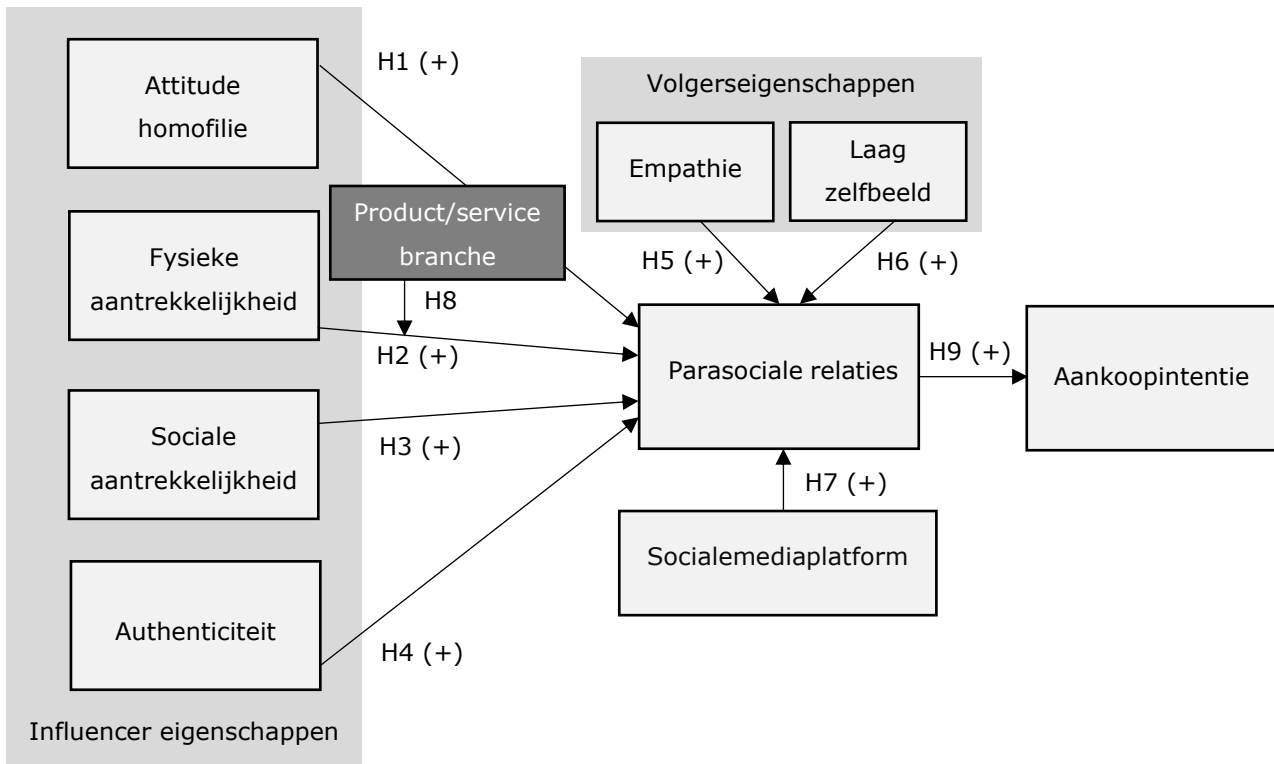 Attitude
homofilie
H1 (+)
Product/service
branche
Fysieke
aantrekkelijkheid
H8
H2 (+)
Sociale
aantrekkelijkheid
H3 (+)
Authenticiteit
H4 (+)
Influencer eigenschappen
Volgerseigenschappen
Empathie
Laag
zelfbeeld
H5 (+)
H6 (+)
Parasociale relaties
H9 (+)
Aankoopintentie
H7 (+)
Socialemediaplatform